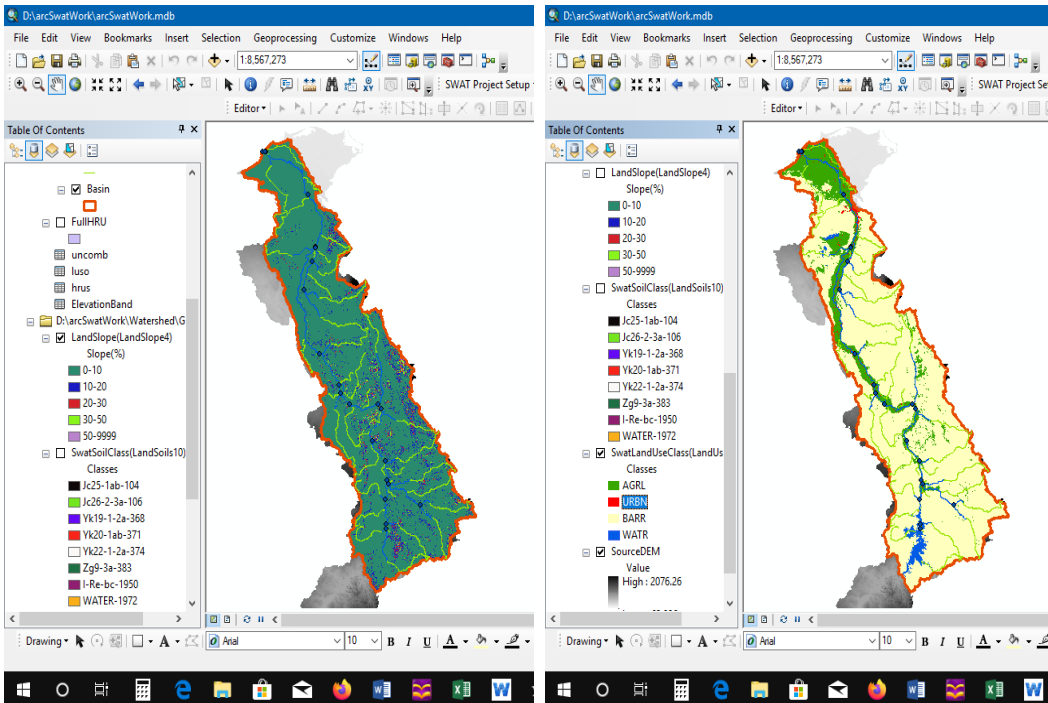 D:\arcSwatWork\arcSwatWork.mdb
File Edit View Bookmarks Insert Selection Geoprocessing Customize Windows Help
1:8,567,273
SWAT Project Setup
Editor
Table Of Contents
Basin
FullHRU
uncomb
luso
hrus
ElevationBand
D:\arcSwatWork\Watershed\G
LandSlope(LandSlope4)
Slope(%)
0-10
10-20
20-30
30-50
50-9999
SwatSoilClass(LandSoils10)
Classes
Jc25-1ab-104
Jc26-2-3a-106
Yk19-1-2a-368
Yk20-1ab-371
Yk22-1-2a-374
Zg9-3a-383
I-Re-bc-1950
WATER-1972
Drawing A Arial 10 B I U A
D:\arcSwatWork\arcSwatWork.mdb
File Edit View Bookmarks Insert Selection Geoprocessing Customize Windows Help
1:8,567,273
SWAT Project Se
Editor
Table Of Contents
LandSlope(LandSlope4)
Slope(%)
0-10
10-20
20-30
30-50
50-9999
SwatSoilClass(LandSoils10)
Classes
Jc25-1ab-104
Jc26-2-3a-106
Yk19-1-2a-368
Yk20-1ab-371
Yk22-1-2a-374
Zg9-3a-383
I-Re-bc-1950
WATER-1972
SwatLandUseClass(LandUs
Classes
AGRL
URBN
BARR
WATR
SourceDEM
Value
High : 2076.26
Drawing A Arial 10 B I U A